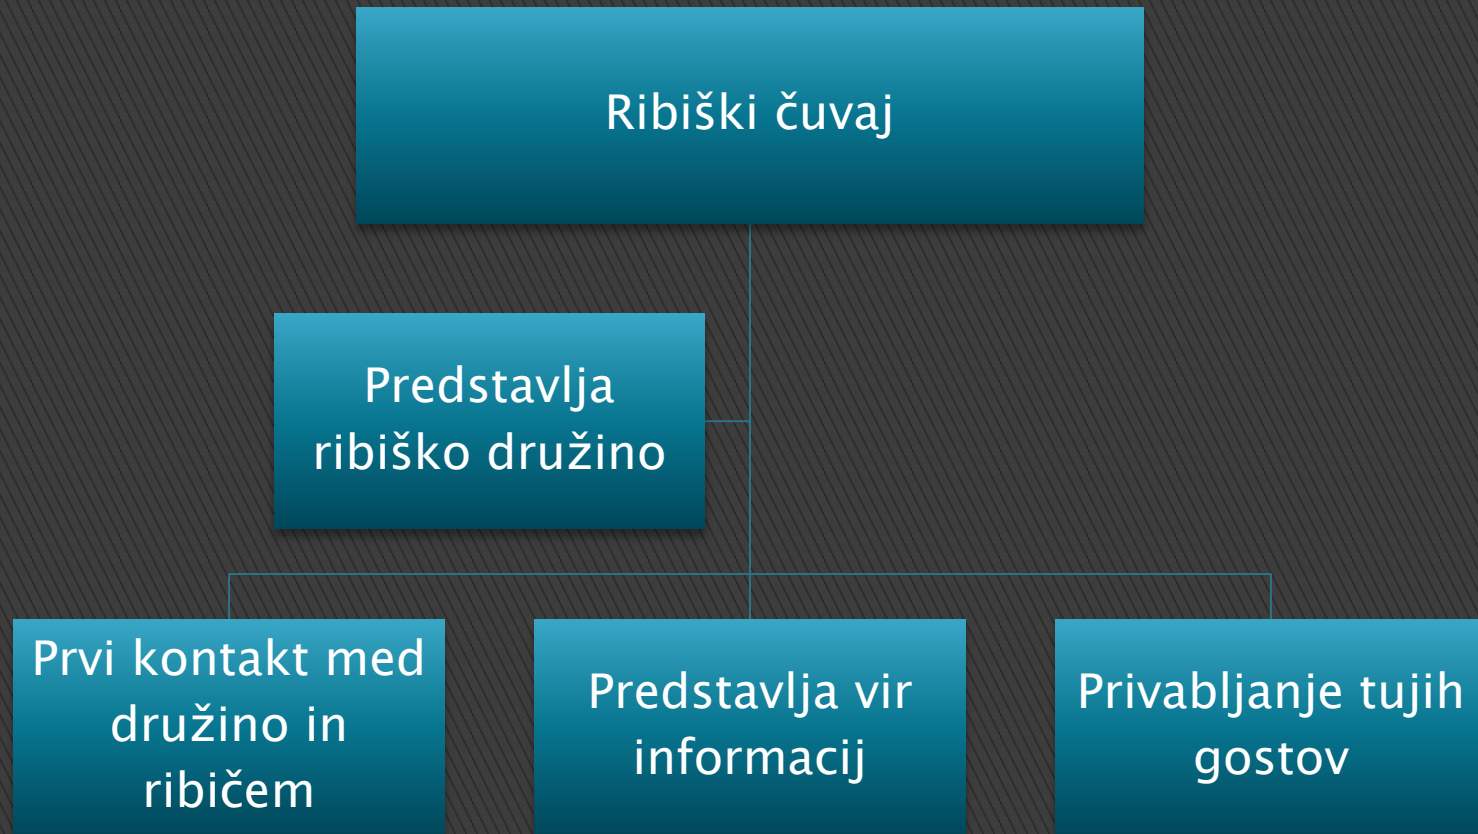 Ribiški čuvaj
Predstavlja
ribiško družino
Prvi kontakt med
družino in
ribičem
Predstavlja vir
informacij
Privabljanje tujih
gostov